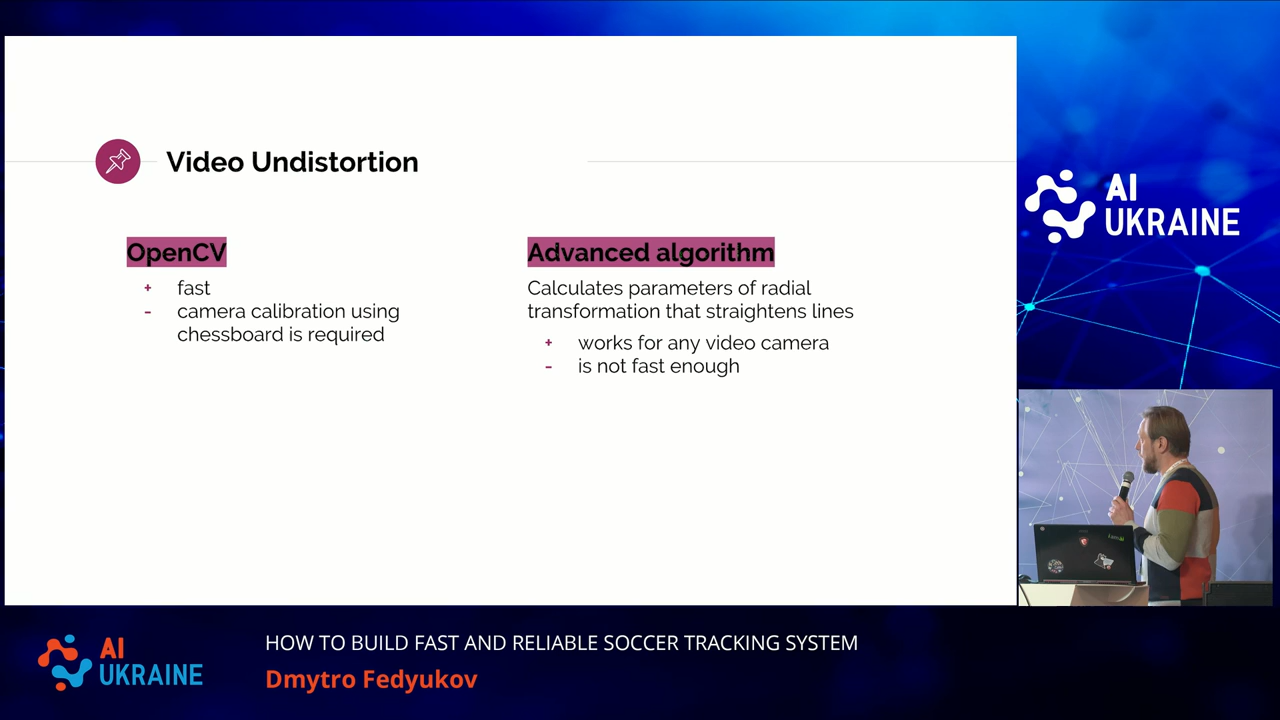 Video Undistortion
OpenCV
+ fast
- camera calibration using
chessboard is required
Advanced algorithm
Calculates parameters of radial
transformation that straightens lines
+ works for any video camera
- is not fast enough
AI
UKRAINE
AI
UKRAINE
HOW TO BUILD FAST AND RELIABLE SOCCER TRACKING SYSTEM
Dmytro Fedyukov